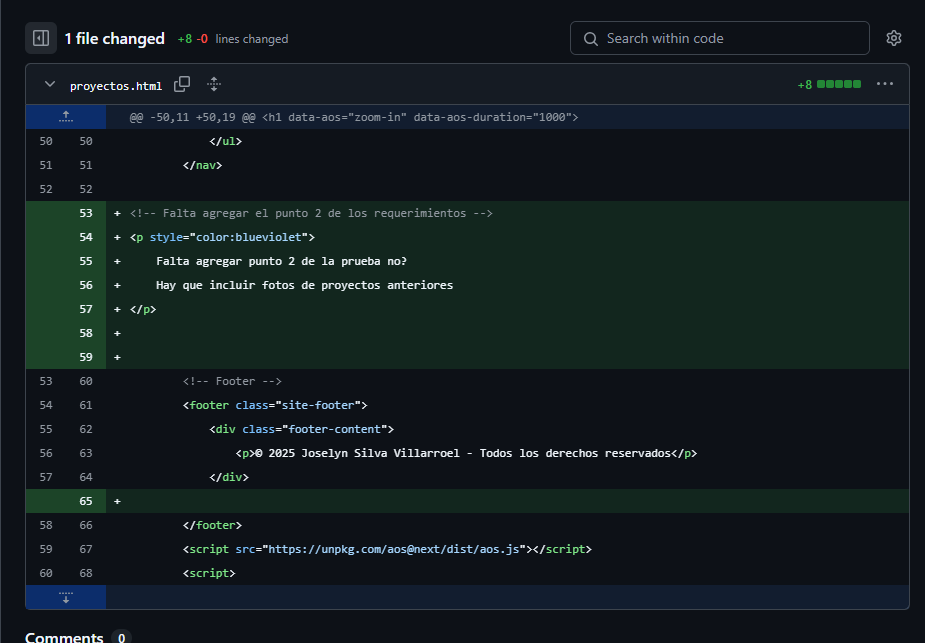 1 file changed +8 -0 lines changed
Search within code
proyectos.html
+8
@@ -50,11 +50,19 @@ <h1 data-aos="zoom-in" data-aos-duration="1000">
50 50 </ul>
51 51 </nav>
52 52
53 + <!-- Falta agregar el punto 2 de los requerimientos -->
54 + <p style="color:blueviolet">
55 + Falta agregar punto 2 de la prueba no?
56 + Hay que incluir fotos de proyectos anteriores
57 + </p>
58 +
59 +
53 60 <!-- Footer -->
54 61 <footer class="site-footer">
55 62 <div class="footer-content">
56 63 <p>© 2025 Joselyn Silva Villarroel - Todos los derechos reservados</p>
57 64 </div>
65 +
58 66 </footer>
59 67 <script src="https://unpkg.com/aos@next/dist/aos.js"></script>
60 68 <script>
Comments 0